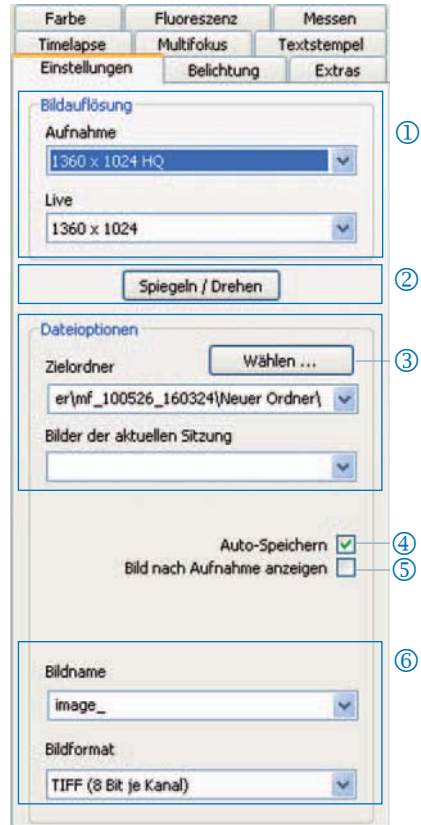 Farbe Fluoreszenz Messen
Timelapse Multifokus Textstempel
Einstellungen Belichtung Extras
Bildauflösung
①
Aufnahme
1360 x 1024 HQ
Live
1360 x 1024
Spiegeln / Drehen ②
Dateioptionen
Zielordner Wählen ... ③
er\mf_100526_160324\Neuer Ordner\
Bilder der aktuellen Sitzung
Auto-Speichern ④
Bild nach Aufnahme anzeigen ⑤
⑥
Bildname
image_
Bildformat
TIFF (8 Bit je Kanal)